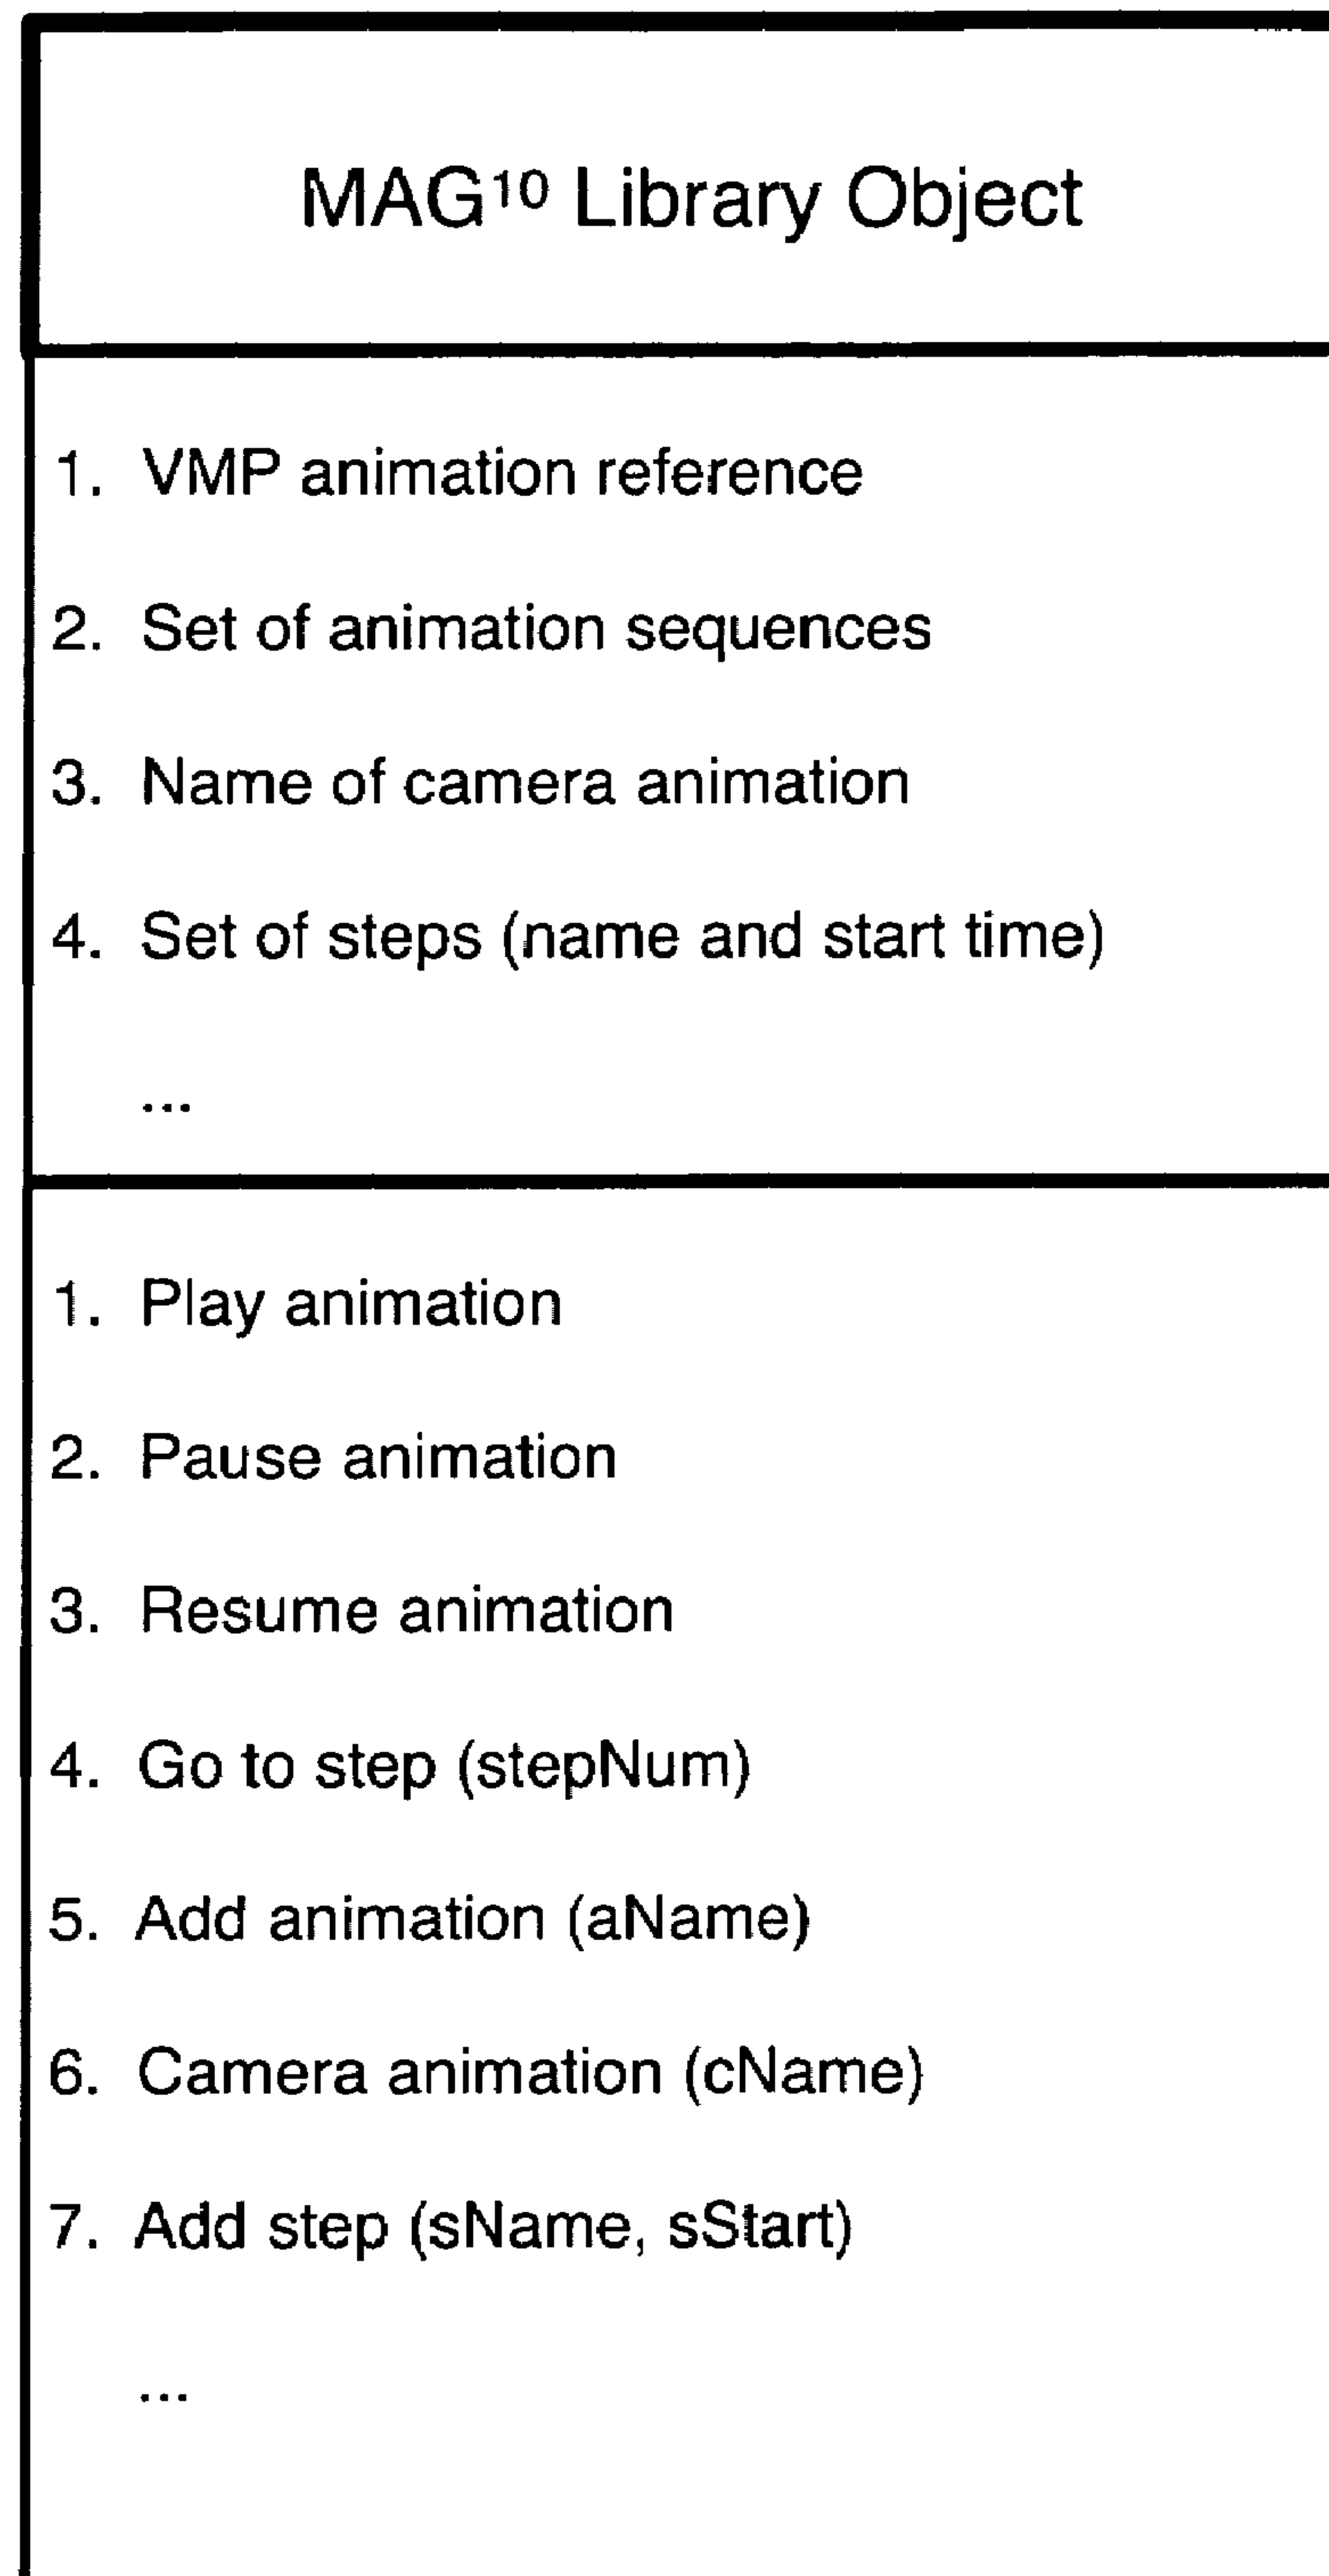 MAG¹⁰ Library Object
1. VMP animation reference
2. Set of animation sequences
3. Name of camera animation
4. Set of steps (name and start time)
...
1. Play animation
2. Pause animation
3. Resume animation
4. Go to step (stepNum)
5. Add animation (aName)
6. Camera animation (cName)
7. Add step (sName, sStart)
...